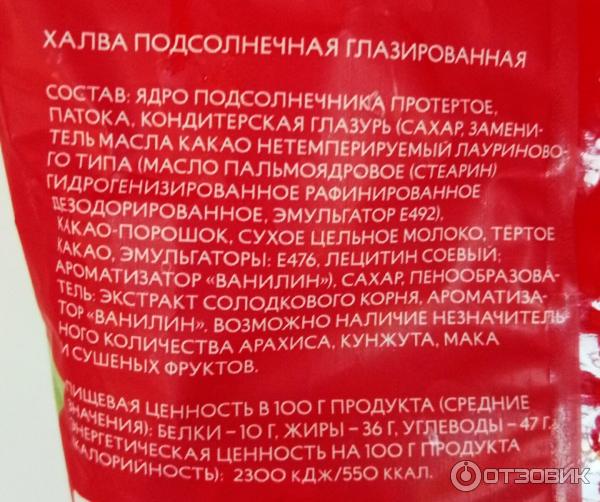 ХАЛВА ПОДСОЛНЕЧНАЯ ГЛАЗИРОВАННАЯ
СОСТАВ: ЯДРО ПОДСОЛНЕЧНИКА ПРОТЕРТОЕ,
ПАТОКА, КОНДИТЕРСКАЯ ГЛАЗУРЬ (САХАР, ЗАМЕНИ-
ТЕЛЬ МАСЛА КАКАО НЕТЕМПЕРИРУЕМЫЙ ЛАУРИНОВО-
ГО ТИПА (МАСЛО ПАЛЬМОЯДРОВОЕ (СТЕАРИН)
ГИДРОГЕНИЗИРОВАННОЕ РАФИНИРОВАННОЕ
ДЕЗОДОРИРОВАННОЕ, ЭМУЛЬГАТОР Е492),
КАКАО-ПОРОШОК, СУХОЕ ЦЕЛЬНОЕ МОЛОКО, ТЕРТОЕ
КАКАО, ЭМУЛЬГАТОРЫ: Е476, ЛЕЦИТИН СОЕВЫЙ;
АРОМАТИЗАТОР «ВАНИЛИН»), САХАР, ПЕНООБРАЗОВА-
ТЕЛЬ: ЭКСТРАКТ СОЛОДКОВОГО КОРНЯ, АРОМАТИЗА-
ТОР «ВАНИЛИН». ВОЗМОЖНО НАЛИЧИЕ НЕЗНАЧИТЕЛЬ-
НОГО КОЛИЧЕСТВА АРАХИСА, КУНЖУТА, МАКА
И СУШЕНЫХ ФРУКТОВ.
ПИЩЕВАЯ ЦЕННОСТЬ В 100 Г ПРОДУКТА (СРЕДНИЕ
ЗНАЧЕНИЯ): БЕЛКИ – 10 Г, ЖИРЫ – 36 Г, УГЛЕВОДЫ – 47 Г.
ЭНЕРГЕТИЧЕСКАЯ ЦЕННОСТЬ НА 100 Г ПРОДУКТА
(КАЛОРИЙНОСТЬ): 2300 кДЖ/550 ККАЛ.
ОТЗОВИК